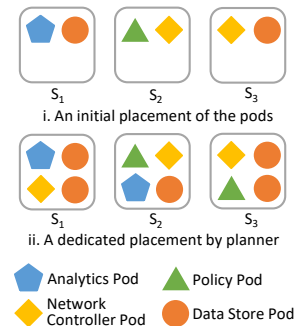 S1 S2 S3
i. An initial placement of the pods
S1 S2 S3
ii. A dedicated placement by planner
Analytics Pod Policy Pod
Network
Controller Pod Data Store Pod